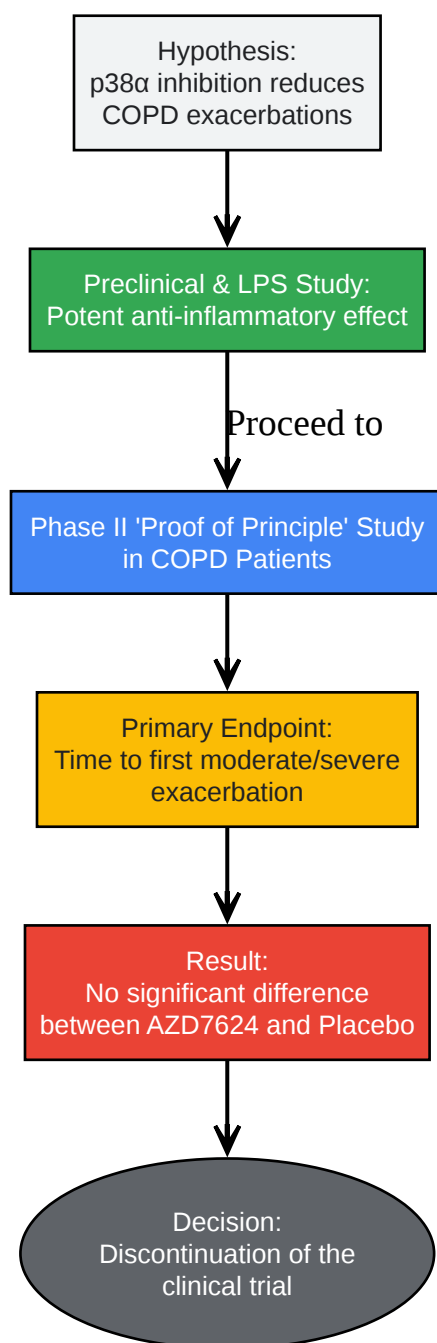 Hypothesis:
p38α inhibition reduces
COPD exacerbations
Preclinical & LPS Study:
Potent anti-inflammatory effect
Proceed to
Phase II 'Proof of Principle' Study
in COPD Patients
Primary Endpoint:
Time to first moderate/severe
exacerbation
Result:
No significant difference
between AZD7624 and Placebo
Decision:
Discontinuation of the
clinical trial